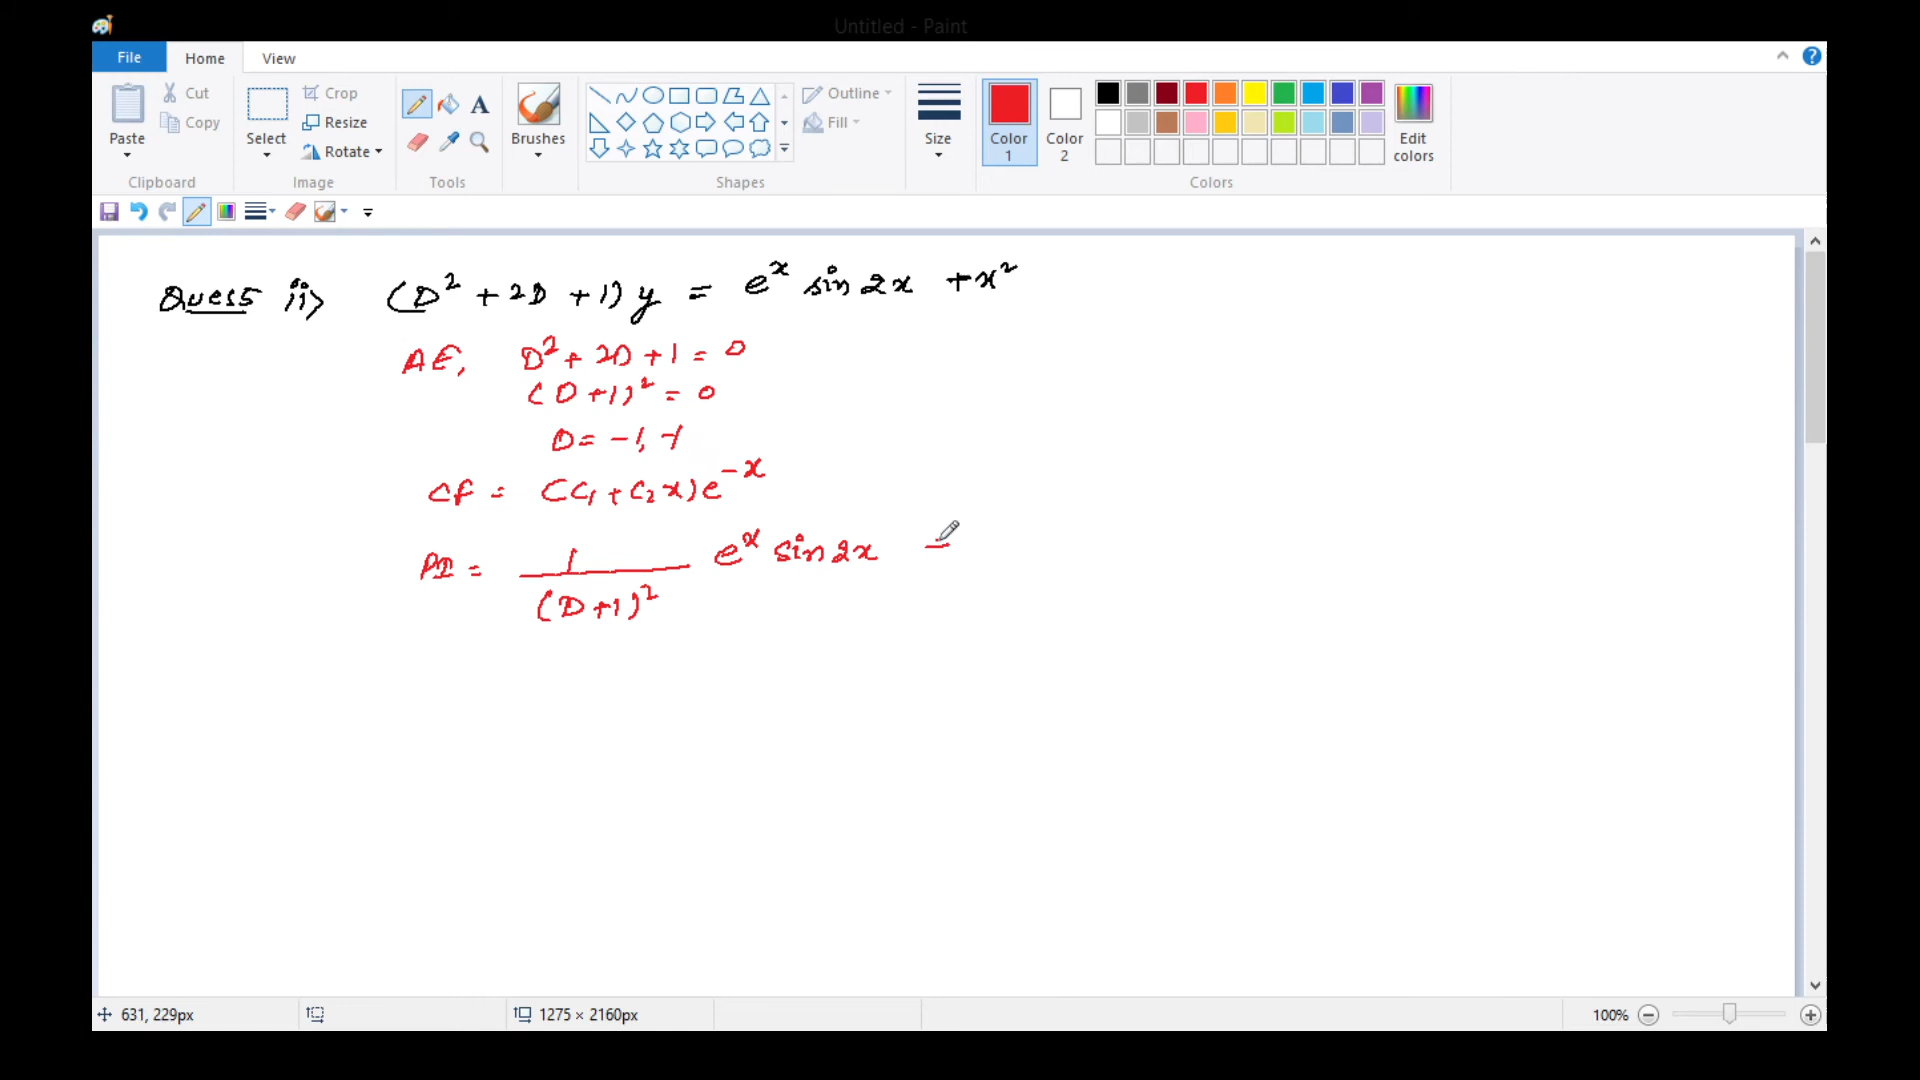 Untitled - Paint
File Home View
Paste Cut Copy Clipboard
Select Crop Resize Rotate Image
Tools
Brushes
Outline Fill Shapes
Size
Color 1 Color 2 Edit colors Colors
Ques 5 ii) (D² + 2D + 1) y = eˣ sin 2x + x²
AE, D² + 2D + 1 = 0
(D + 1)² = 0
D = -1, -1
CF = (C₁ + C₂ x) e⁻ˣ
PI = 1 / (D + 1)² eˣ sin 2x
631, 229px 1275 × 2160px 100%